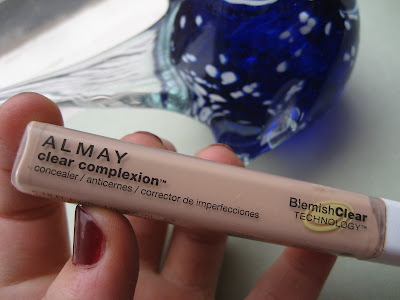 ALMAY
clear complexion™
concealer / anticernes / corrector de imperfecciones
BlemishClear
TECHNOLOGY™